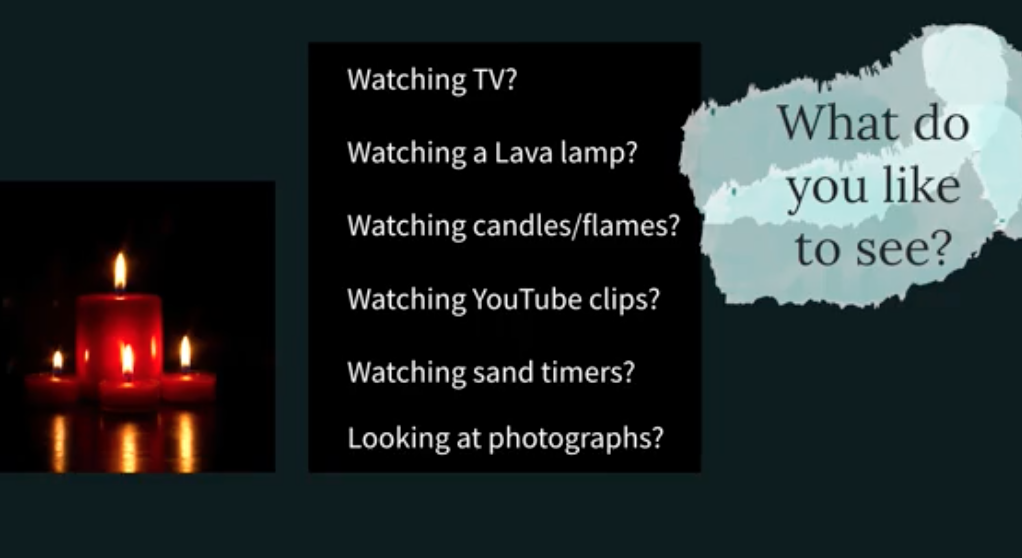 Watching TV?
Watching a Lava lamp?
Watching candles/flames?
Watching YouTube clips?
Watching sand timers?
Looking at photographs?
What do
you like
to see?